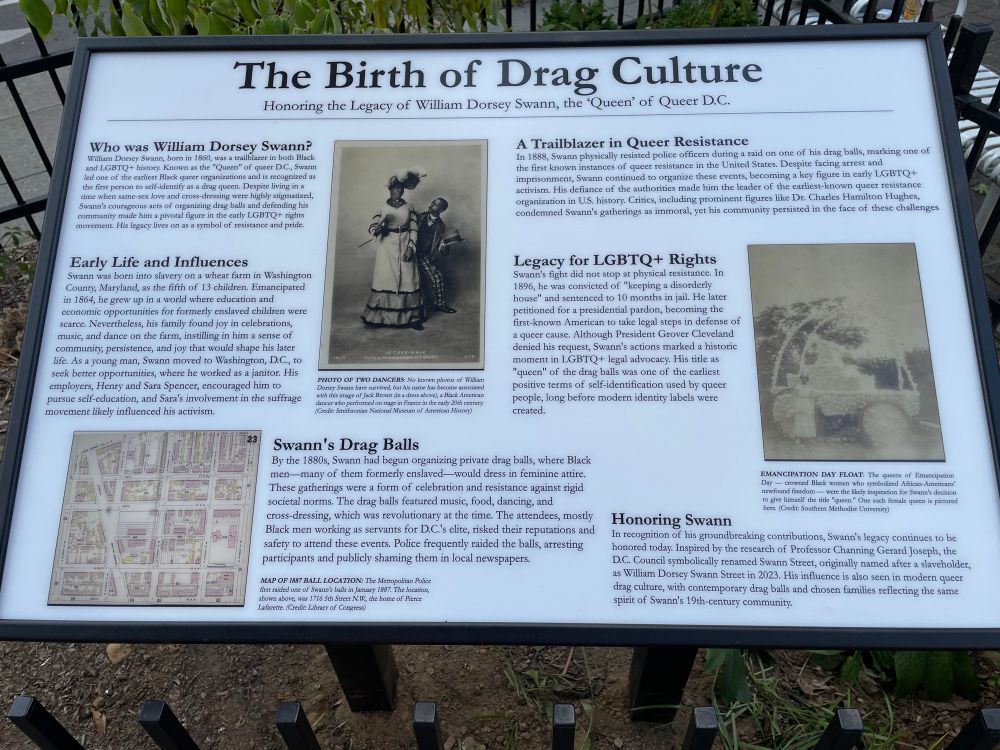 The Birth of Drag Culture
Honoring the Legacy of William Dorsey Swann, the 'Queen' of Queer D.C.
Who was William Dorsey Swann?
William Dorsey Swann, born in 1860, was a trailblazer in both Black
and LGBTQ+ history. Known as the "Queen" of queer D.C., Swann
led one of the earliest Black queer organizations and is recognized as
the first person to self-identify as a drag queen. Despite living in a
time when same-sex love and cross-dressing were highly stigmatized,
Swann's courageous acts of organizing drag balls and defending his
community made him a pivotal figure in the early LGBTQ+ rights
movement. His legacy lives on as a symbol of resistance and pride.
Early Life and Influences
Swann was born into slavery on a wheat farm in Washington
County, Maryland, as the fifth of 13 children. Emancipated
in 1864, he grew up in a world where education and
economic opportunities for formerly enslaved children were
scarce. Nevertheless, his family found joy in celebrations,
music, and dance on the farm, instilling in him a sense of
community, persistence, and joy that would shape his later
life. As a young man, Swann moved to Washington, D.C., to
seek better opportunities, where he worked as a janitor. His
employers, Henry and Sara Spencer, encouraged him to
pursue self-education, and Sara's involvement in the suffrage
movement likely influenced his activism.
LE CAKE-WALK
PHOTO OF TWO DANCERS: No known photos of William
Dorsey Swann have survived, but his name has become associated
with this image of Jack Brown (in a dress above), a Black American
dancer who performed on stage in France in the early 20th century.
(Credit: Smithsonian National Museum of American History)
23
Swann's Drag Balls
By the 1880s, Swann had begun organizing private drag balls, where Black
men—many of them formerly enslaved—would dress in feminine attire.
These gatherings were a form of celebration and resistance against rigid
societal norms. The drag balls featured music, food, dancing, and
cross-dressing, which was revolutionary at the time. The attendees, mostly
Black men working as servants for D.C.'s elite, risked their reputations and
safety to attend these events. Police frequently raided the balls, arresting
participants and publicly shaming them in local newspapers.
MAP OF 1887 BALL LOCATION: The Metropolitan Police
first raided one of Swann's balls in January 1887. The location,
shown above, was 1716 5th Street N.W., the home of Pierce
Lafayette. (Credit: Library of Congress)
A Trailblazer in Queer Resistance
In 1888, Swann physically resisted police officers during a raid on one of his drag balls, marking one of
the first known instances of queer resistance in the United States. Despite facing arrest and
imprisonment, Swann continued to organize these events, becoming a key figure in early LGBTQ+
activism. His defiance of the authorities made him the leader of the earliest-known queer resistance
organization in U.S. history. Critics, including prominent figures like Dr. Charles Hamilton Hughes,
condemned Swann's gatherings as immoral, yet his community persisted in the face of these challenges
Legacy for LGBTQ+ Rights
Swann's fight did not stop at physical resistance. In
1896, he was convicted of "keeping a disorderly
house" and sentenced to 10 months in jail. He later
petitioned for a presidential pardon, becoming the
first-known American to take legal steps in defense of
a queer cause. Although President Grover Cleveland
denied his request, Swann's actions marked a historic
moment in LGBTQ+ legal advocacy. His title as
"queen" of the drag balls was one of the earliest
positive terms of self-identification used by queer
people, long before modern identity labels were
created.
EMANCIPATION DAY FLOAT: The queens of Emancipation
Day — crowned Black women who symbolized African-Americans'
newfound freedom — were the likely inspiration for Swann's decision
to give himself the title "queen." One such female queen is pictured
here. (Credit: Southern Methodist University)
Honoring Swann
In recognition of his groundbreaking contributions, Swann's legacy continues to be
honored today. Inspired by the research of Professor Channing Gerard Joseph, the
D.C. Council symbolically renamed Swann Street, originally named after a slaveholder,
as William Dorsey Swann Street in 2023. His influence is also seen in modern queer
drag culture, with contemporary drag balls and chosen families reflecting the same
spirit of Swann's 19th-century community.